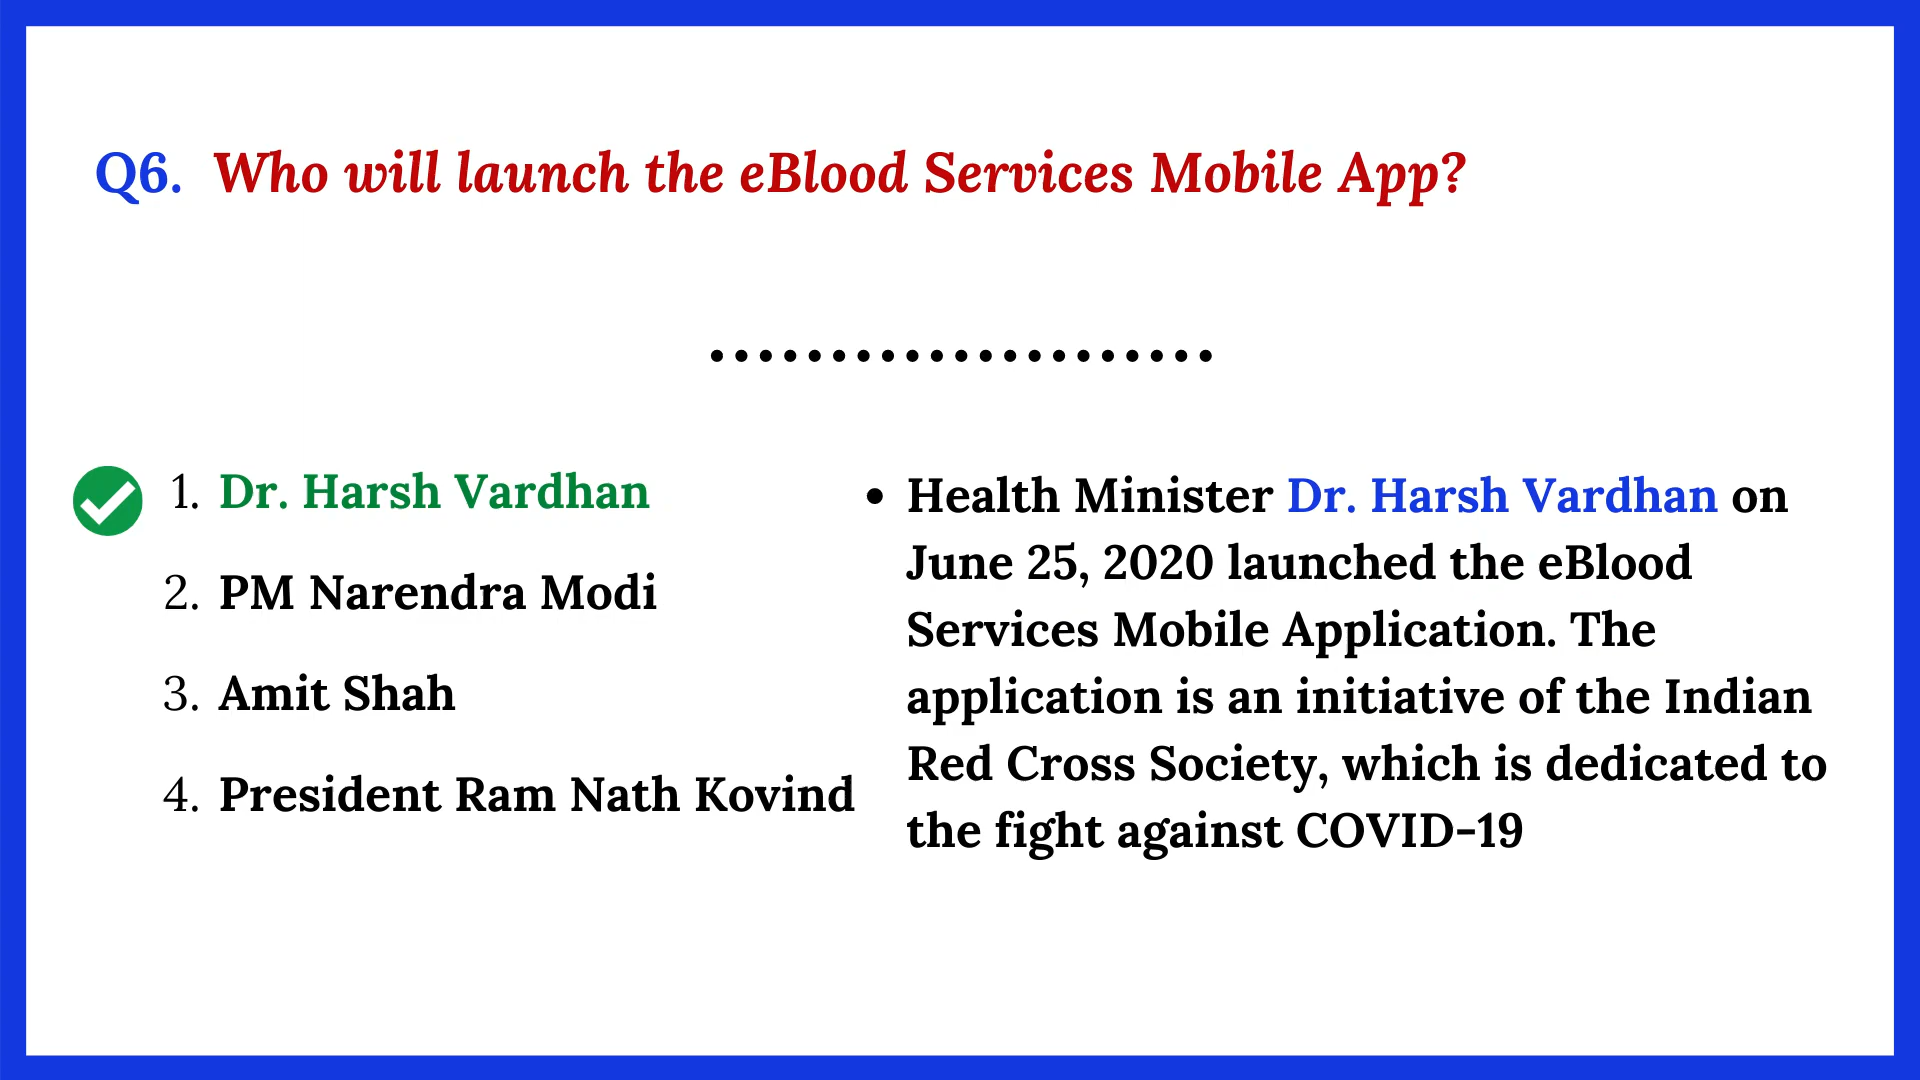 Q6. Who will launch the eBlood Services Mobile App?
1. Dr. Harsh Vardhan
2. PM Narendra Modi
3. Amit Shah
4. President Ram Nath Kovind
• Health Minister Dr. Harsh Vardhan on
June 25, 2020 launched the eBlood
Services Mobile Application. The
application is an initiative of the Indian
Red Cross Society, which is dedicated to
the fight against COVID-19